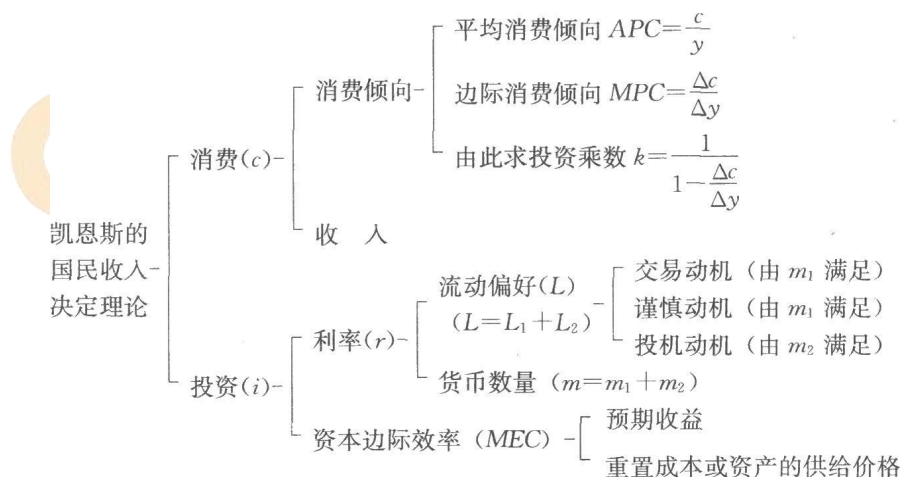 平均消费倾向 APC=c/y
消费倾向
边际消费倾向 MPC=Δc/Δy
消费(c)
由此求投资乘数 k=1/(1-Δc/Δy)
收 入
凯恩斯的
国民收入
决定理论
流动偏好(L)
(L=L₁+L₂)
交易动机(由 m₁ 满足)
谨慎动机(由 m₁ 满足)
投机动机(由 m₂ 满足)
利率(r)
货币数量(m=m₁+m₂)
投资(i)
资本边际效率(MEC)
预期收益
重置成本或资产的供给价格